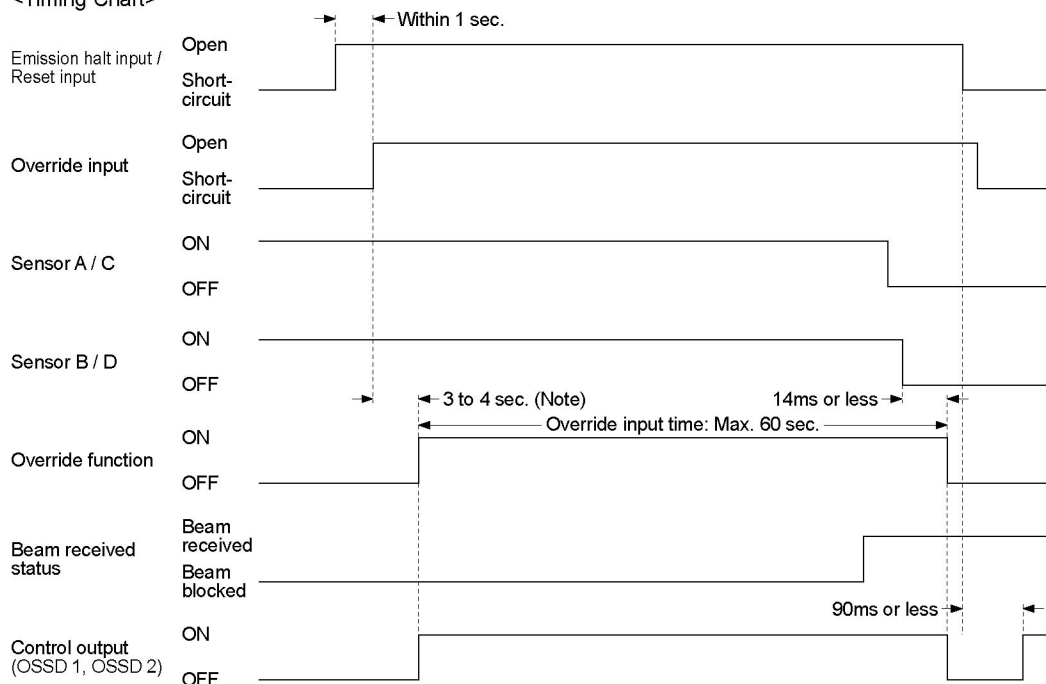 <Timing Chart>
Within 1 sec.
Emission halt input /
Reset input
Open
Short-
circuit
Override input
Open
Short-
circuit
Sensor A / C
ON
OFF
Sensor B / D
ON
OFF
3 to 4 sec. (Note)
14ms or less
Override input time: Max. 60 sec.
Override function
ON
OFF
Beam received
status
Beam
received
Beam
blocked
90ms or less
Control output
(OSSD 1, OSSD 2)
ON
OFF